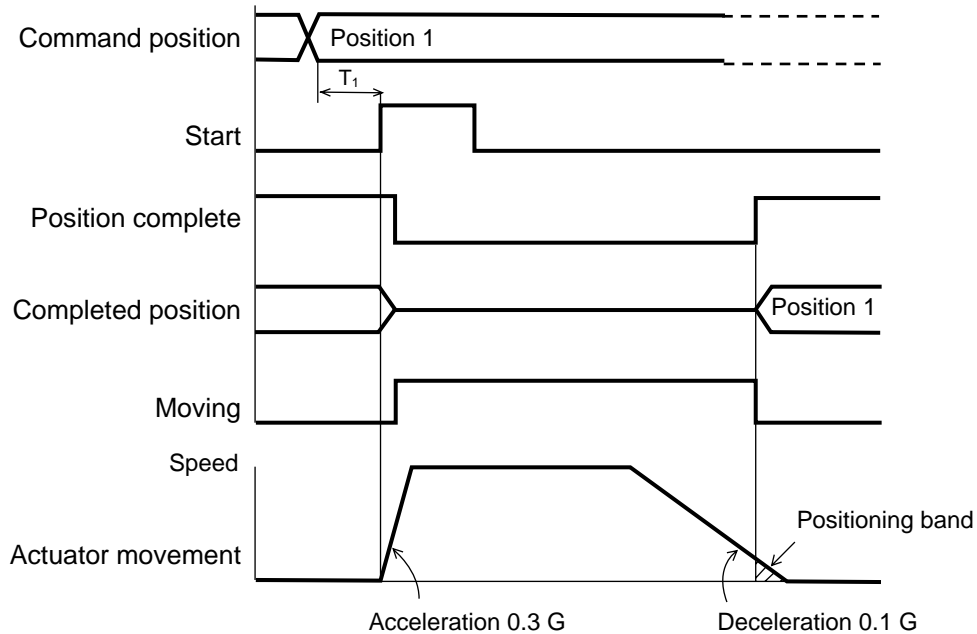 Command position
Position 1
T₁
Start
Position complete
Completed position
Position 1
Moving
Speed
Positioning band
Actuator movement
Acceleration 0.3 G
Deceleration 0.1 G